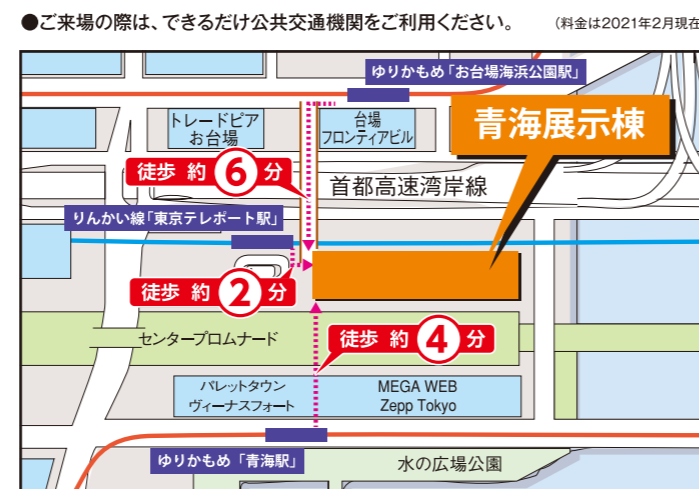 ●ご来場の際は、できるだけ公共交通機関をご利用ください。
（料金は2021年2月現在
ゆりかもめ「お台場海浜公園駅」
トレードピア
お台場
台場
フロンティアビル
青海展示棟
徒歩 約 6 分
首都高速湾岸線
りんかい線「東京テレポート駅」
徒歩 約 2 分
センタープロムナード
徒歩 約 4 分
パレットタウン
ヴィーナスフォート
MEGA WEB
Zepp Tokyo
ゆりかもめ「青海駅」
水の広場公園